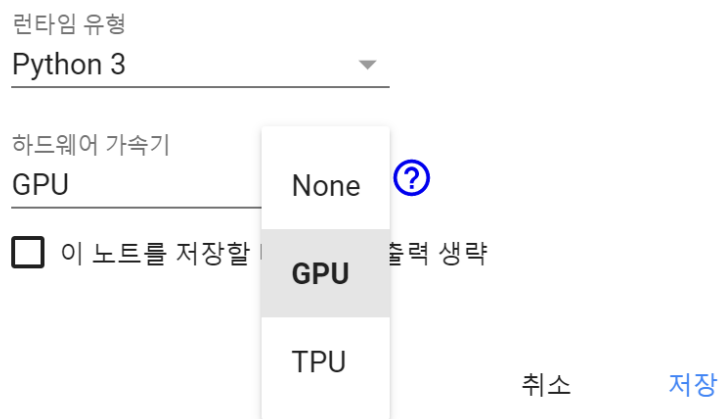 런타임 유형
Python 3
하드웨어 가속기
GPU
None
GPU
TPU
이 노트를 저장할 출력 생략
취소 저장